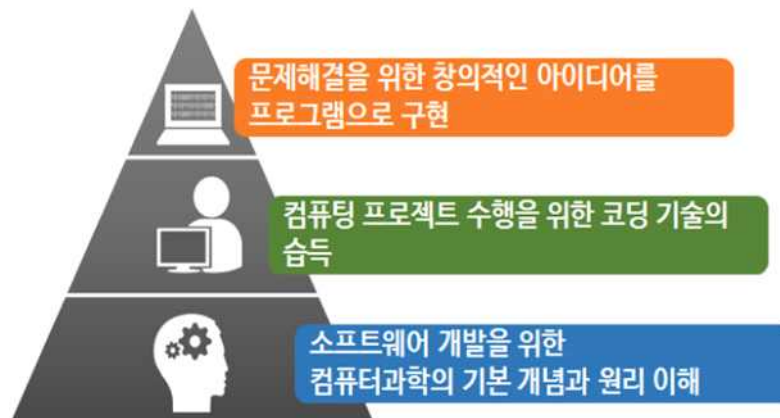 문제해결을 위한 창의적인 아이디어를
프로그램으로 구현
컴퓨팅 프로젝트 수행을 위한 코딩 기술의
습득
소프트웨어 개발을 위한
컴퓨터과학의 기본 개념과 원리 이해